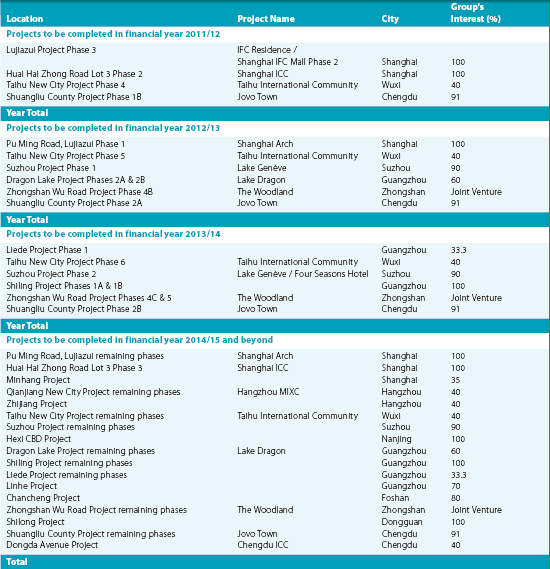 Location Project Name City Group's Interest (%)
Projects to be completed in financial year 2011/12
Lujiazui Project Phase 3 IFC Residence /
Shanghai IFC Mall Phase 2 Shanghai 100
Huai Hai Zhong Road Lot 3 Phase 2 Shanghai ICC Shanghai 100
Taihu New City Project Phase 4 Taihu International Community Wuxi 40
Shuangliu County Project Phase 1B Jovo Town Chengdu 91
Year Total
Projects to be completed in financial year 2012/13
Pu Ming Road, Lujiazui Phase 1 Shanghai Arch Shanghai 100
Taihu New City Project Phase 5 Taihu International Community Wuxi 40
Suzhou Project Phase 1 Lake Genève Suzhou 90
Dragon Lake Project Phases 2A & 2B Lake Dragon Guangzhou 60
Zhongshan Wu Road Project Phase 4B The Woodland Zhongshan Joint Venture
Shuangliu County Project Phase 2A Jovo Town Chengdu 91
Year Total
Projects to be completed in financial year 2013/14
Liede Project Phase 1 Guangzhou 33.3
Taihu New City Project Phase 6 Taihu International Community Wuxi 40
Suzhou Project Phase 2 Lake Genève / Four Seasons Hotel Suzhou 90
Shiling Project Phases 1A & 1B Guangzhou 100
Zhongshan Wu Road Project Phases 4C & 5 The Woodland Zhongshan Joint Venture
Shuangliu County Project Phase 2B Jovo Town Chengdu 91
Year Total
Projects to be completed in financial year 2014/15 and beyond
Pu Ming Road, Lujiazui remaining phases Shanghai Arch Shanghai 100
Huai Hai Zhong Road Lot 3 Phase 3 Shanghai ICC Shanghai 100
Minhang Project Shanghai 35
Qianjiang New City Project remaining phases Hangzhou MIXC Hangzhou 40
Zhijiang Project Hangzhou 40
Taihu New City Project remaining phases Taihu International Community Wuxi 40
Suzhou Project remaining phases Suzhou 90
Hexi CBD Project Nanjing 100
Dragon Lake Project remaining phases Lake Dragon Guangzhou 60
Shiling Project remaining phases Guangzhou 100
Liede Project remaining phases Guangzhou 33.3
Linhe Project Guangzhou 70
Chancheng Project Foshan 80
Zhongshan Wu Road Project remaining phases The Woodland Zhongshan Joint Venture
Shilong Project Dongguan 100
Shuangliu County Project remaining phases Jovo Town Chengdu 91
Dongda Avenue Project Chengdu ICC Chengdu 40
Total